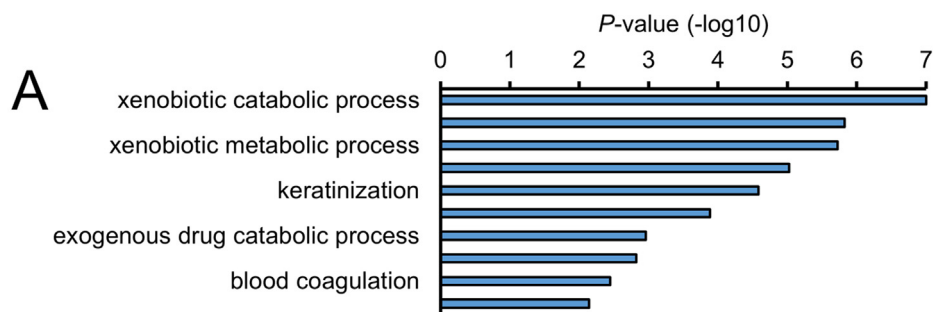 P-value (-log10)
0 1 2 3 4 5 6 7
A
xenobiotic catabolic process
xenobiotic metabolic process
keratinization
exogenous drug catabolic process
blood coagulation